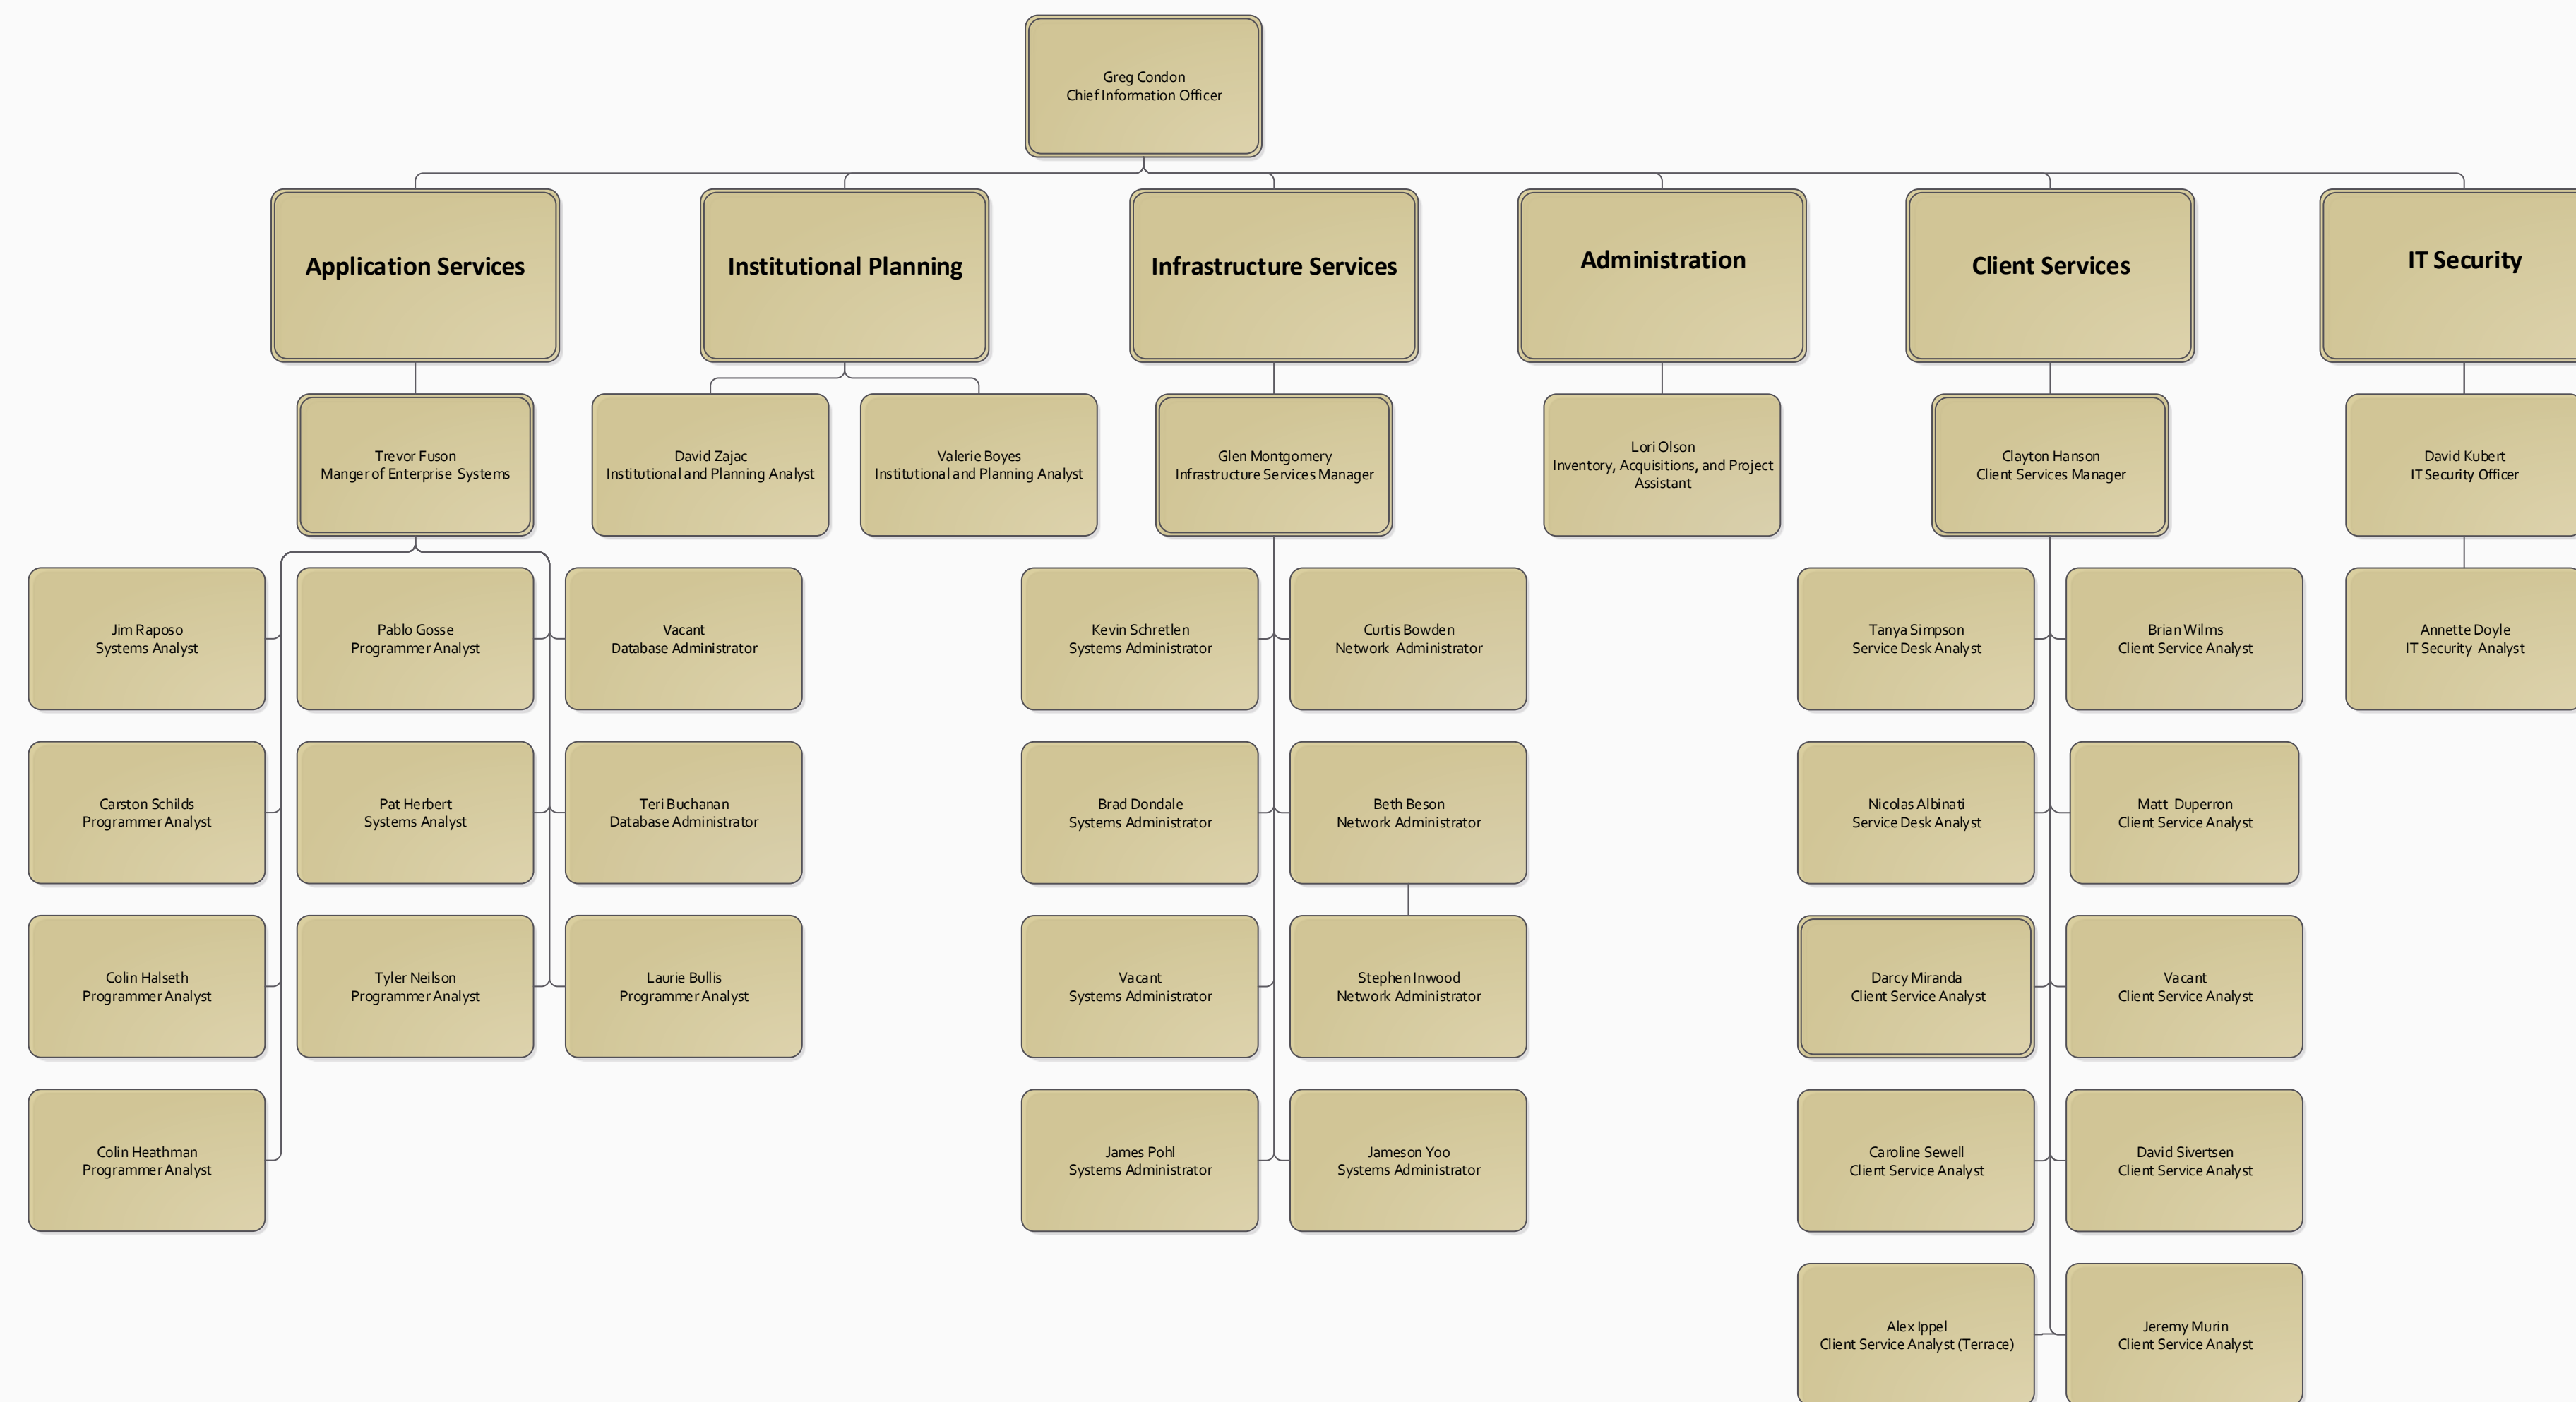 Greg Condon
Chief Information Officer
Application Services
Institutional Planning
Infrastructure Services
Administration
Client Services
IT Security
Trevor Fuson
Manger of Enterprise Systems
David Zajac
Institutional and Planning Analyst
Valerie Boyes
Institutional and Planning Analyst
Glen Montgomery
Infrastructure Services Manager
Lori Olson
Inventory, Acquisitions, and Project
Assistant
Clayton Hanson
Client Services Manager
David Kubert
IT Security Officer
Jim Raposo
Systems Analyst
Pablo Gosse
Programmer Analyst
Vacant
Database Administrator
Kevin Schretlen
Systems Administrator
Curtis Bowden
Network Administrator
Tanya Simpson
Service Desk Analyst
Brian Wilms
Client Service Analyst
Annette Doyle
IT Security Analyst
Carston Schilds
Programmer Analyst
Pat Herbert
Systems Analyst
Teri Buchanan
Database Administrator
Brad Dondale
Systems Administrator
Beth Beson
Network Administrator
Nicolas Albinati
Service Desk Analyst
Matt Duperron
Client Service Analyst
Colin Halseth
Programmer Analyst
Tyler Neilson
Programmer Analyst
Laurie Bullis
Programmer Analyst
Vacant
Systems Administrator
Stephen Inwood
Network Administrator
Darcy Miranda
Client Service Analyst
Vacant
Client Service Analyst
Colin Heathman
Programmer Analyst
James Pohl
Systems Administrator
Jameson Yoo
Systems Administrator
Caroline Sewell
Client Service Analyst
David Sivertsen
Client Service Analyst
Alex Ippel
Client Service Analyst (Terrace)
Jeremy Murin
Client Service Analyst